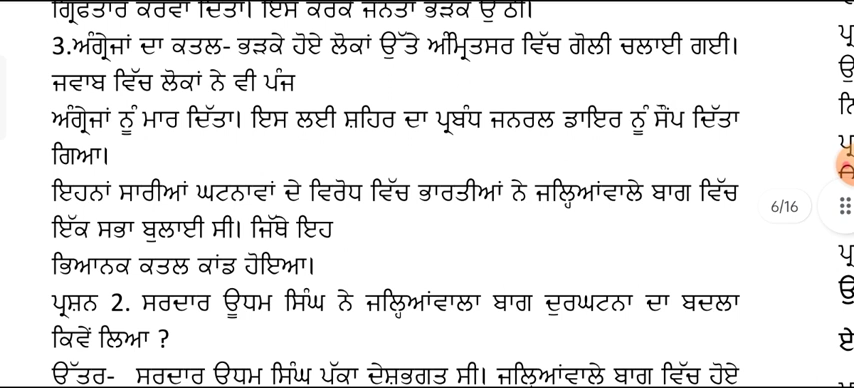 ਗ੍ਰਿਫਤਾਰ ਕਰਵਾ ਦਿੱਤਾ। ਇਸ ਕਰਕੇ ਜਨਤਾ ਭੜਕ ਉੱਠੀ।
3.ਅੰਗ੍ਰੇਜਾਂ ਦਾ ਕਤਲ- ਭੜਕੇ ਹੋਏ ਲੋਕਾਂ ਉੱਤੇ ਅੰਮ੍ਰਿਤਸਰ ਵਿੱਚ ਗੋਲੀ ਚਲਾਈ ਗਈ।
ਜਵਾਬ ਵਿੱਚ ਲੋਕਾਂ ਨੇ ਵੀ ਪੰਜ
ਅੰਗ੍ਰੇਜਾਂ ਨੂੰ ਮਾਰ ਦਿੱਤਾ। ਇਸ ਲਈ ਸ਼ਹਿਰ ਦਾ ਪ੍ਰਬੰਧ ਜਨਰਲ ਡਾਇਰ ਨੂੰ ਸੌਂਪ ਦਿੱਤਾ
ਗਿਆ।
ਇਹਨਾਂ ਸਾਰੀਆਂ ਘਟਨਾਵਾਂ ਦੇ ਵਿਰੋਧ ਵਿੱਚ ਭਾਰਤੀਆਂ ਨੇ ਜਲ੍ਹਿਆਂਵਾਲੇ ਬਾਗ ਵਿੱਚ
ਇੱਕ ਸਭਾ ਬੁਲਾਈ ਸੀ। ਜਿੱਥੇ ਇਹ
ਭਿਆਨਕ ਕਤਲ ਕਾਂਡ ਹੋਇਆ।
ਪ੍ਰਸ਼ਨ 2. ਸਰਦਾਰ ਊਧਮ ਸਿੰਘ ਨੇ ਜਲ੍ਹਿਆਂਵਾਲਾ ਬਾਗ ਦੁਰਘਟਨਾ ਦਾ ਬਦਲਾ
ਕਿਵੇਂ ਲਿਆ ?
ਉੱਤਰ- ਸਰਦਾਰ ਊਧਮ ਸਿੰਘ ਪੱਕਾ ਦੇਸ਼ਭਗਤ ਸੀ। ਜਲ੍ਹਿਆਂਵਾਲੇ ਬਾਗ ਵਿੱਚ ਹੋਏ
6/16